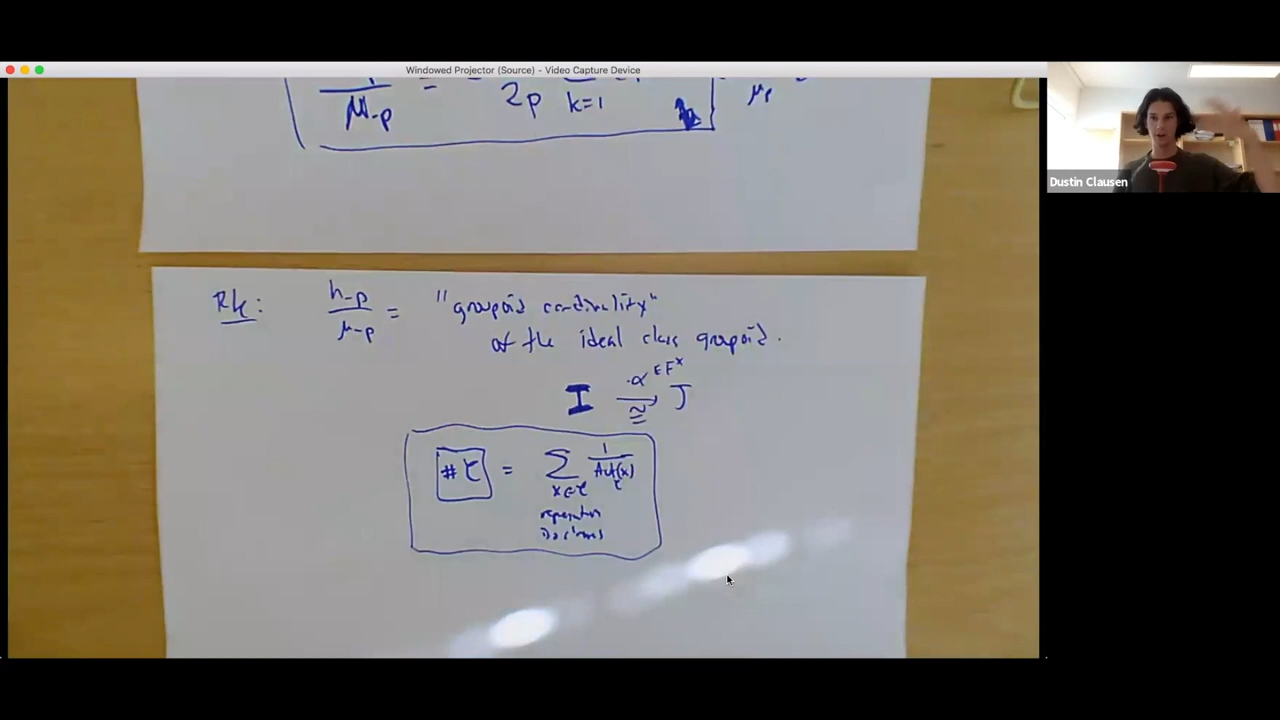 Windowed Projector (Source) - Video Capture Device
Dustin Clausen
μ-p = 2p k=1 μp
Rk: h-p / μ-p = "groupoid cardinality"
of the ideal class groupoid.
I ·α ∈ F^x ≅ → J
# C = Σ 1 / Aut(x)
x∈C C